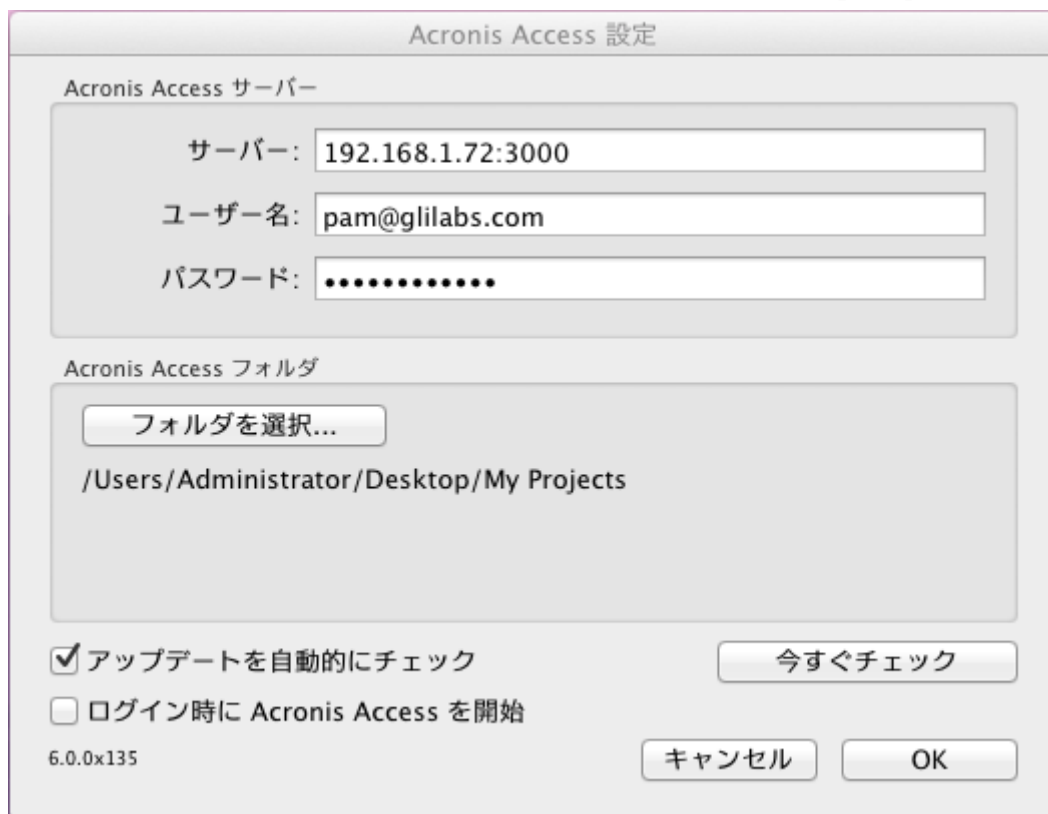 Acronis Access 設定
Acronis Access サーバー
サーバー: 192.168.1.72:3000
ユーザー名: pam@glilabs.com
パスワード: ••••••••••••
Acronis Access フォルダ
フォルダを選択...
/Users/Administrator/Desktop/My Projects
アップデートを自動的にチェック 今すぐチェック
ログイン時に Acronis Access を開始
6.0.0x135 キャンセル OK